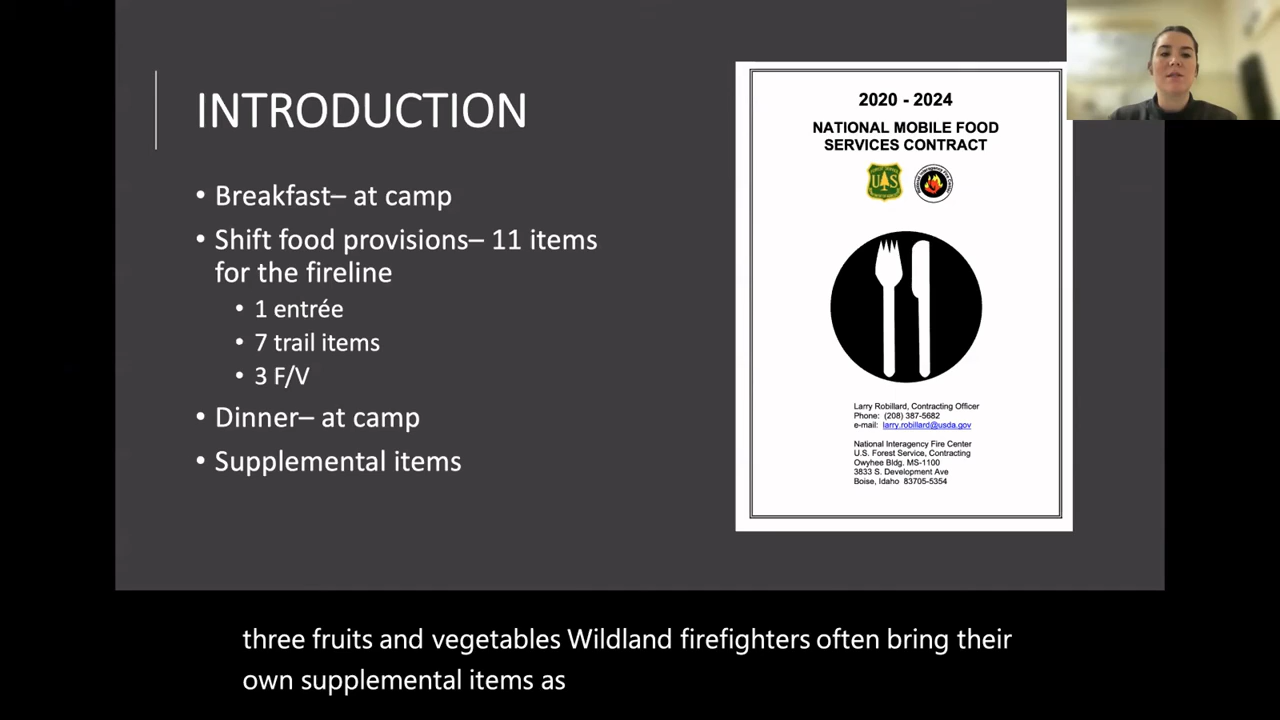 INTRODUCTION
• Breakfast– at camp
• Shift food provisions– 11 items
for the fireline
• 1 entrée
• 7 trail items
• 3 F/V
• Dinner– at camp
• Supplemental items
2020 - 2024
NATIONAL MOBILE FOOD
SERVICES CONTRACT
U S
Larry Robillard, Contracting Officer
Phone: (208) 387-5682
e-mail: larry.robillard@usda.gov
National Interagency Fire Center
U.S. Forest Service, Contracting
Owyhee Bldg. MS-1100
3833 S. Development Ave
Boise, Idaho 83705-5354
three fruits and vegetables Wildland firefighters often bring their
own supplemental items as